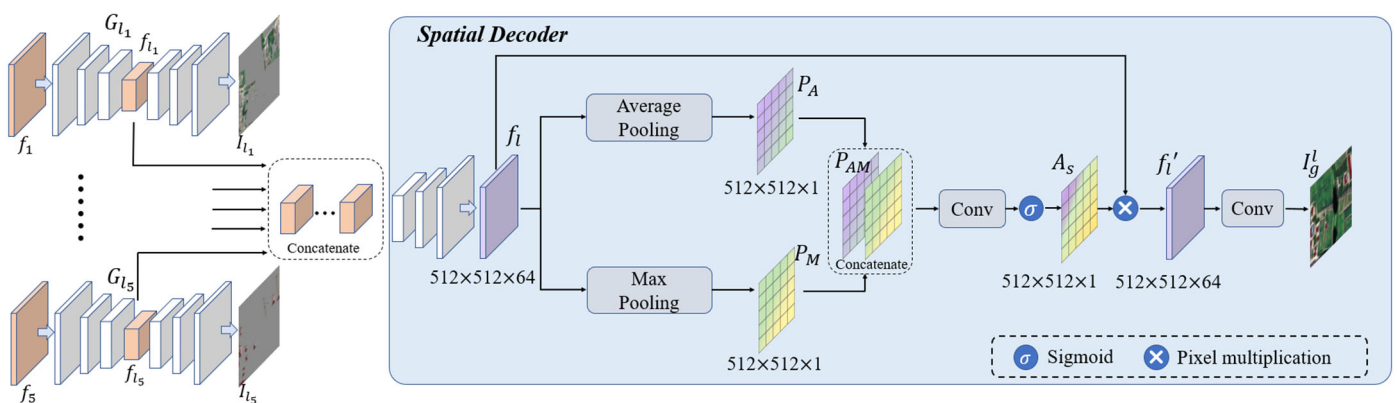 G_{l_1}
f_{l_1}
f_1
I_{l_1}
G_{l_5}
f_5
f_{l_5}
I_{l_5}
...
Concatenate
Spatial Decoder
f_l
512×512×64
Average
Pooling
P_A
512×512×1
Max
Pooling
P_M
512×512×1
P_{AM}
Concatenate
Conv
σ
A_s
512×512×1
f_l'
512×512×64
Conv
I_g^l
σ Sigmoid
× Pixel multiplication